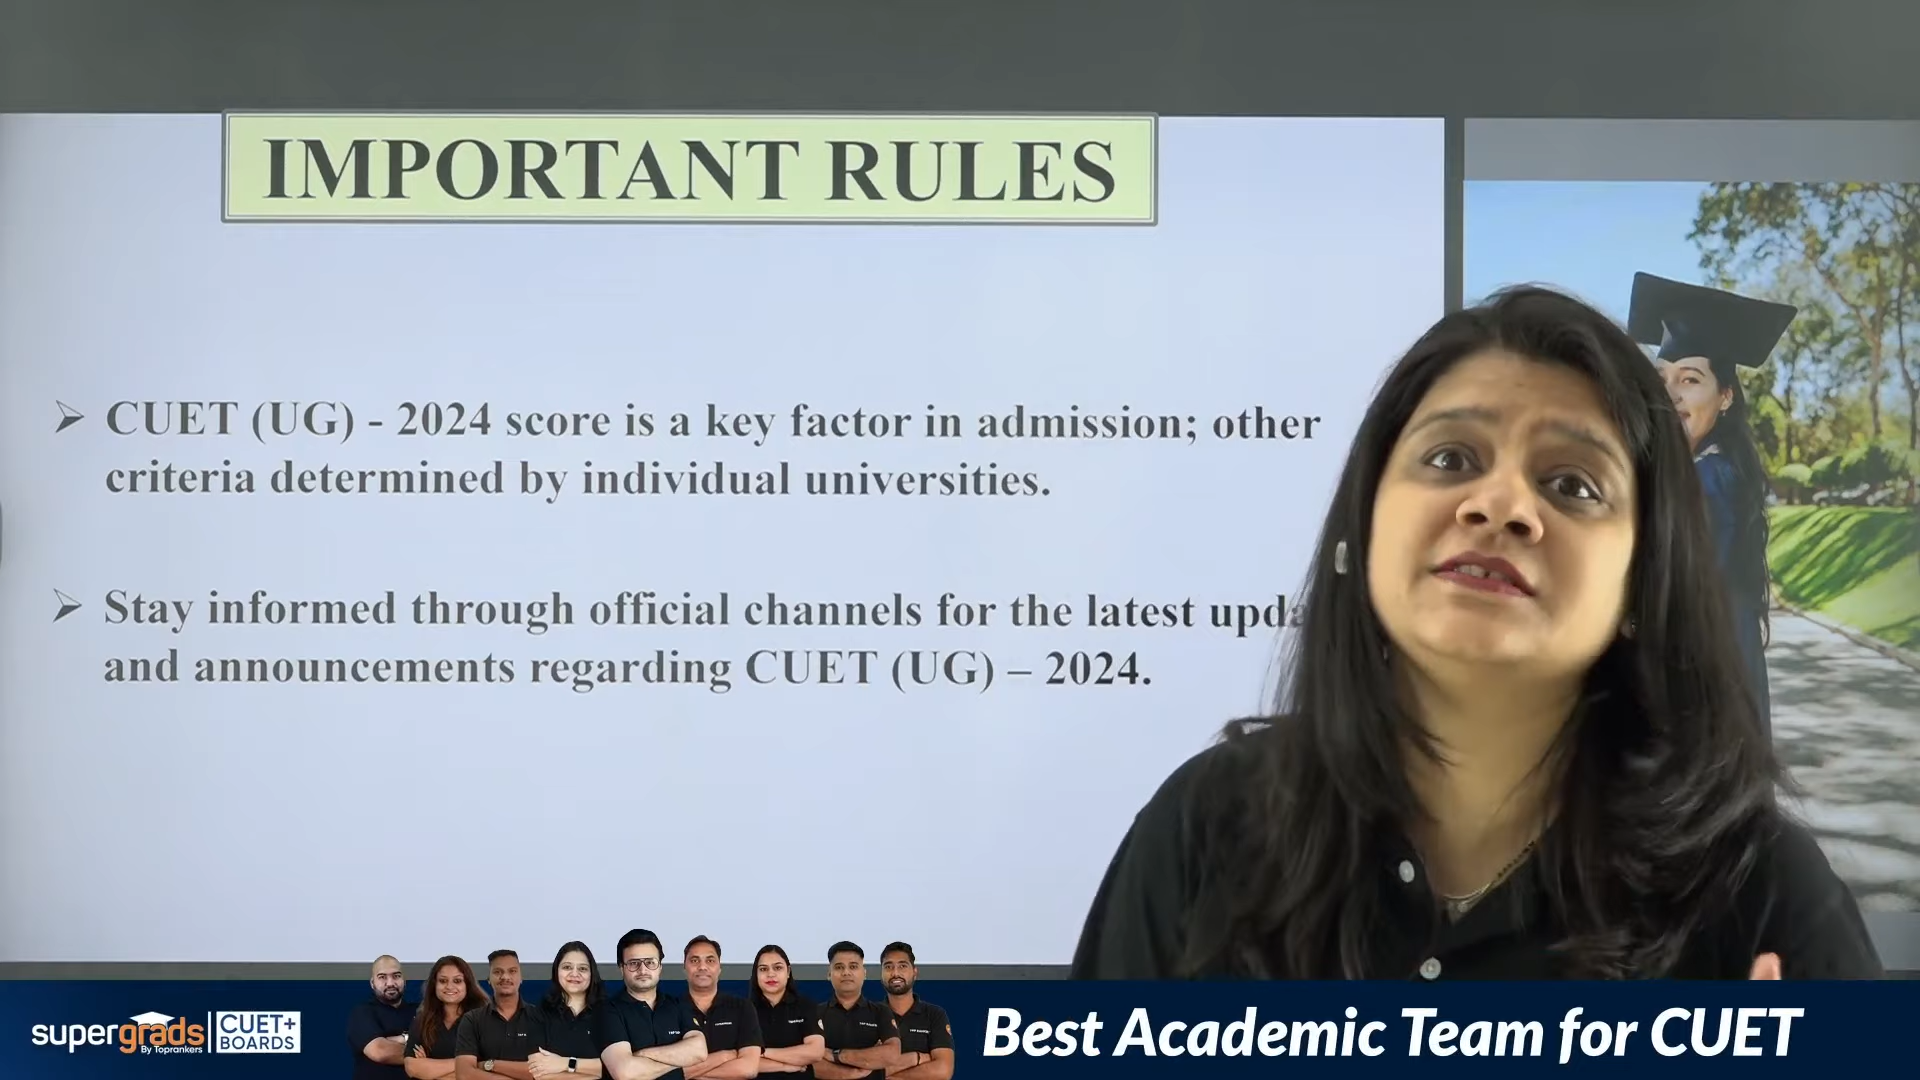 IMPORTANT RULES
➢ CUET (UG) - 2024 score is a key factor in admission; other
criteria determined by individual universities.
➢ Stay informed through official channels for the latest
and announcements regarding CUET (UG) – 2024.
supergrads
By Toprankers
CUET+
BOARDS
Best Academic Team for CUET